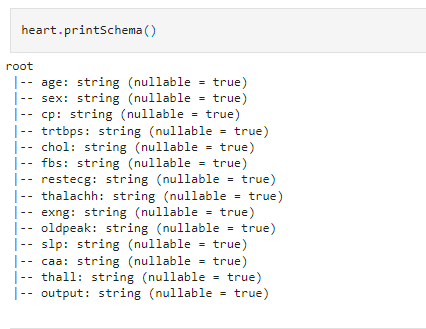 heart.printSchema()
root
|-- age: string (nullable = true)
|-- sex: string (nullable = true)
|-- cp: string (nullable = true)
|-- trtbps: string (nullable = true)
|-- chol: string (nullable = true)
|-- fbs: string (nullable = true)
|-- restecg: string (nullable = true)
|-- thalachh: string (nullable = true)
|-- exng: string (nullable = true)
|-- oldpeak: string (nullable = true)
|-- slp: string (nullable = true)
|-- caa: string (nullable = true)
|-- thall: string (nullable = true)
|-- output: string (nullable = true)